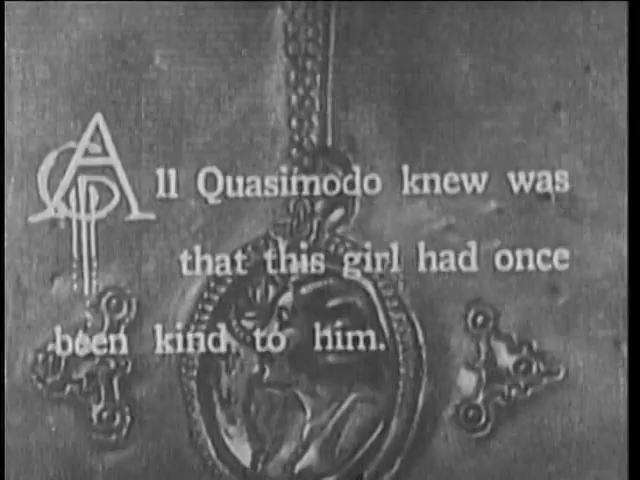 All Quasimodo knew was
that this girl had once
been kind to him.